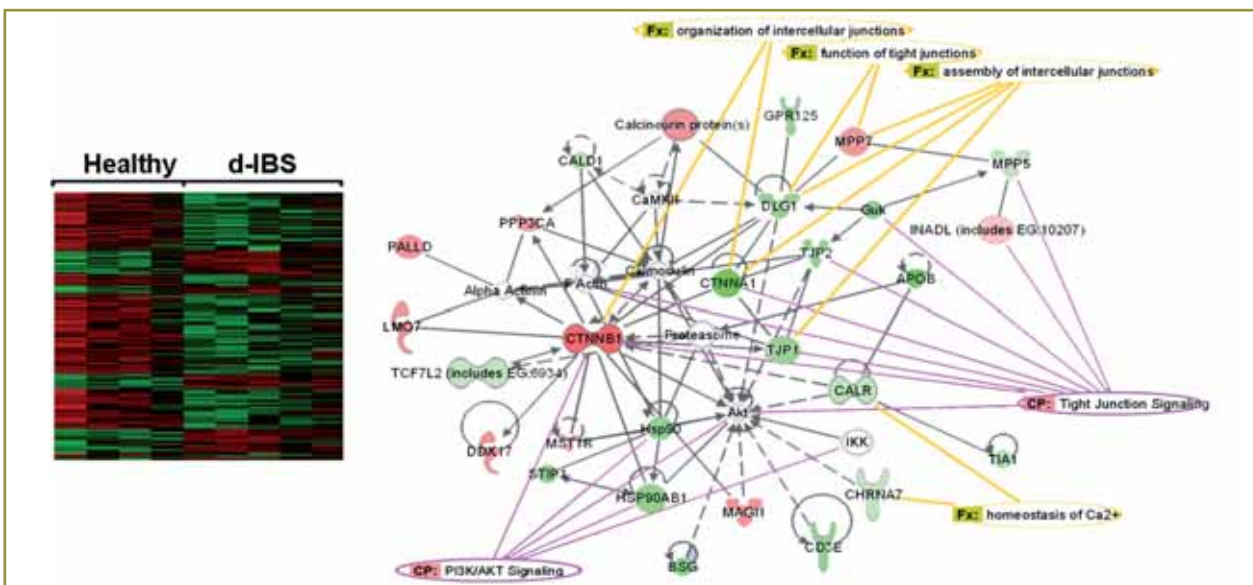 Healthy d-IBS
Fx: organization of intercellular junctions
Fx: function of tight junctions
Fx: assembly of intercellular junctions
GPR125
Calcineurin protein(s)
MPP7
CALD1
MPP5
CaMKII
DLG1
Guk
PPP3CA
INADL (includes EG:10207)
PALLD
TJP2
Calmodulin
F Actin
CTNNA1
APOB
Alpha Actinin
LMO7
CTNNB1
Proteasome
TJP1
TCF7L2 (includes EG:6934)
CALR
CP: Tight Junction Signaling
Akt
Hsp90
MST1R
IKK
DDX17
TIA1
STIP1
CHRNA7
HSP90AB1
MAGI1
Fx: homeostasis of Ca2+
CD3E
BSG
CP: PI3K/AKT Signaling